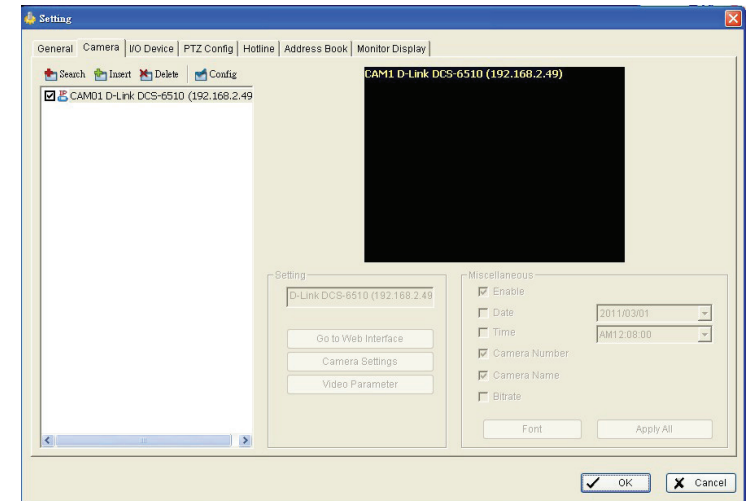 Setting
General Camera I/O Device PTZ Config Hotline Address Book Monitor Display
Search Insert Delete Config
CAM01 D-Link DCS-6510 (192.168.2.49
CAM1 D-Link DCS-6510 (192.168.2.49)
Setting
D-Link DCS-6510 (192.168.2.49
Go to Web Interface
Camera Settings
Video Parameter
Miscellaneous
Enable
Date 2011/03/01
Time AM12:08:00
Camera Number
Camera Name
Bitrate
Font Apply All
OK Cancel